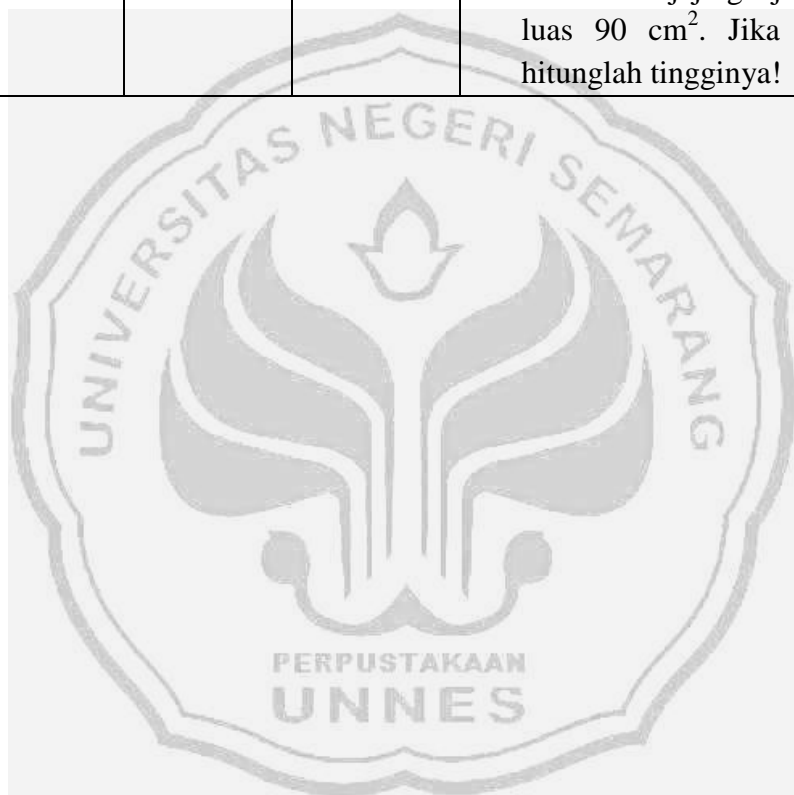 luas 90 cm². Jika
hitunglah tingginya!
UNIVERSITAS NEGERI SEMARANG
PERPUSTAKAAN
UNNES